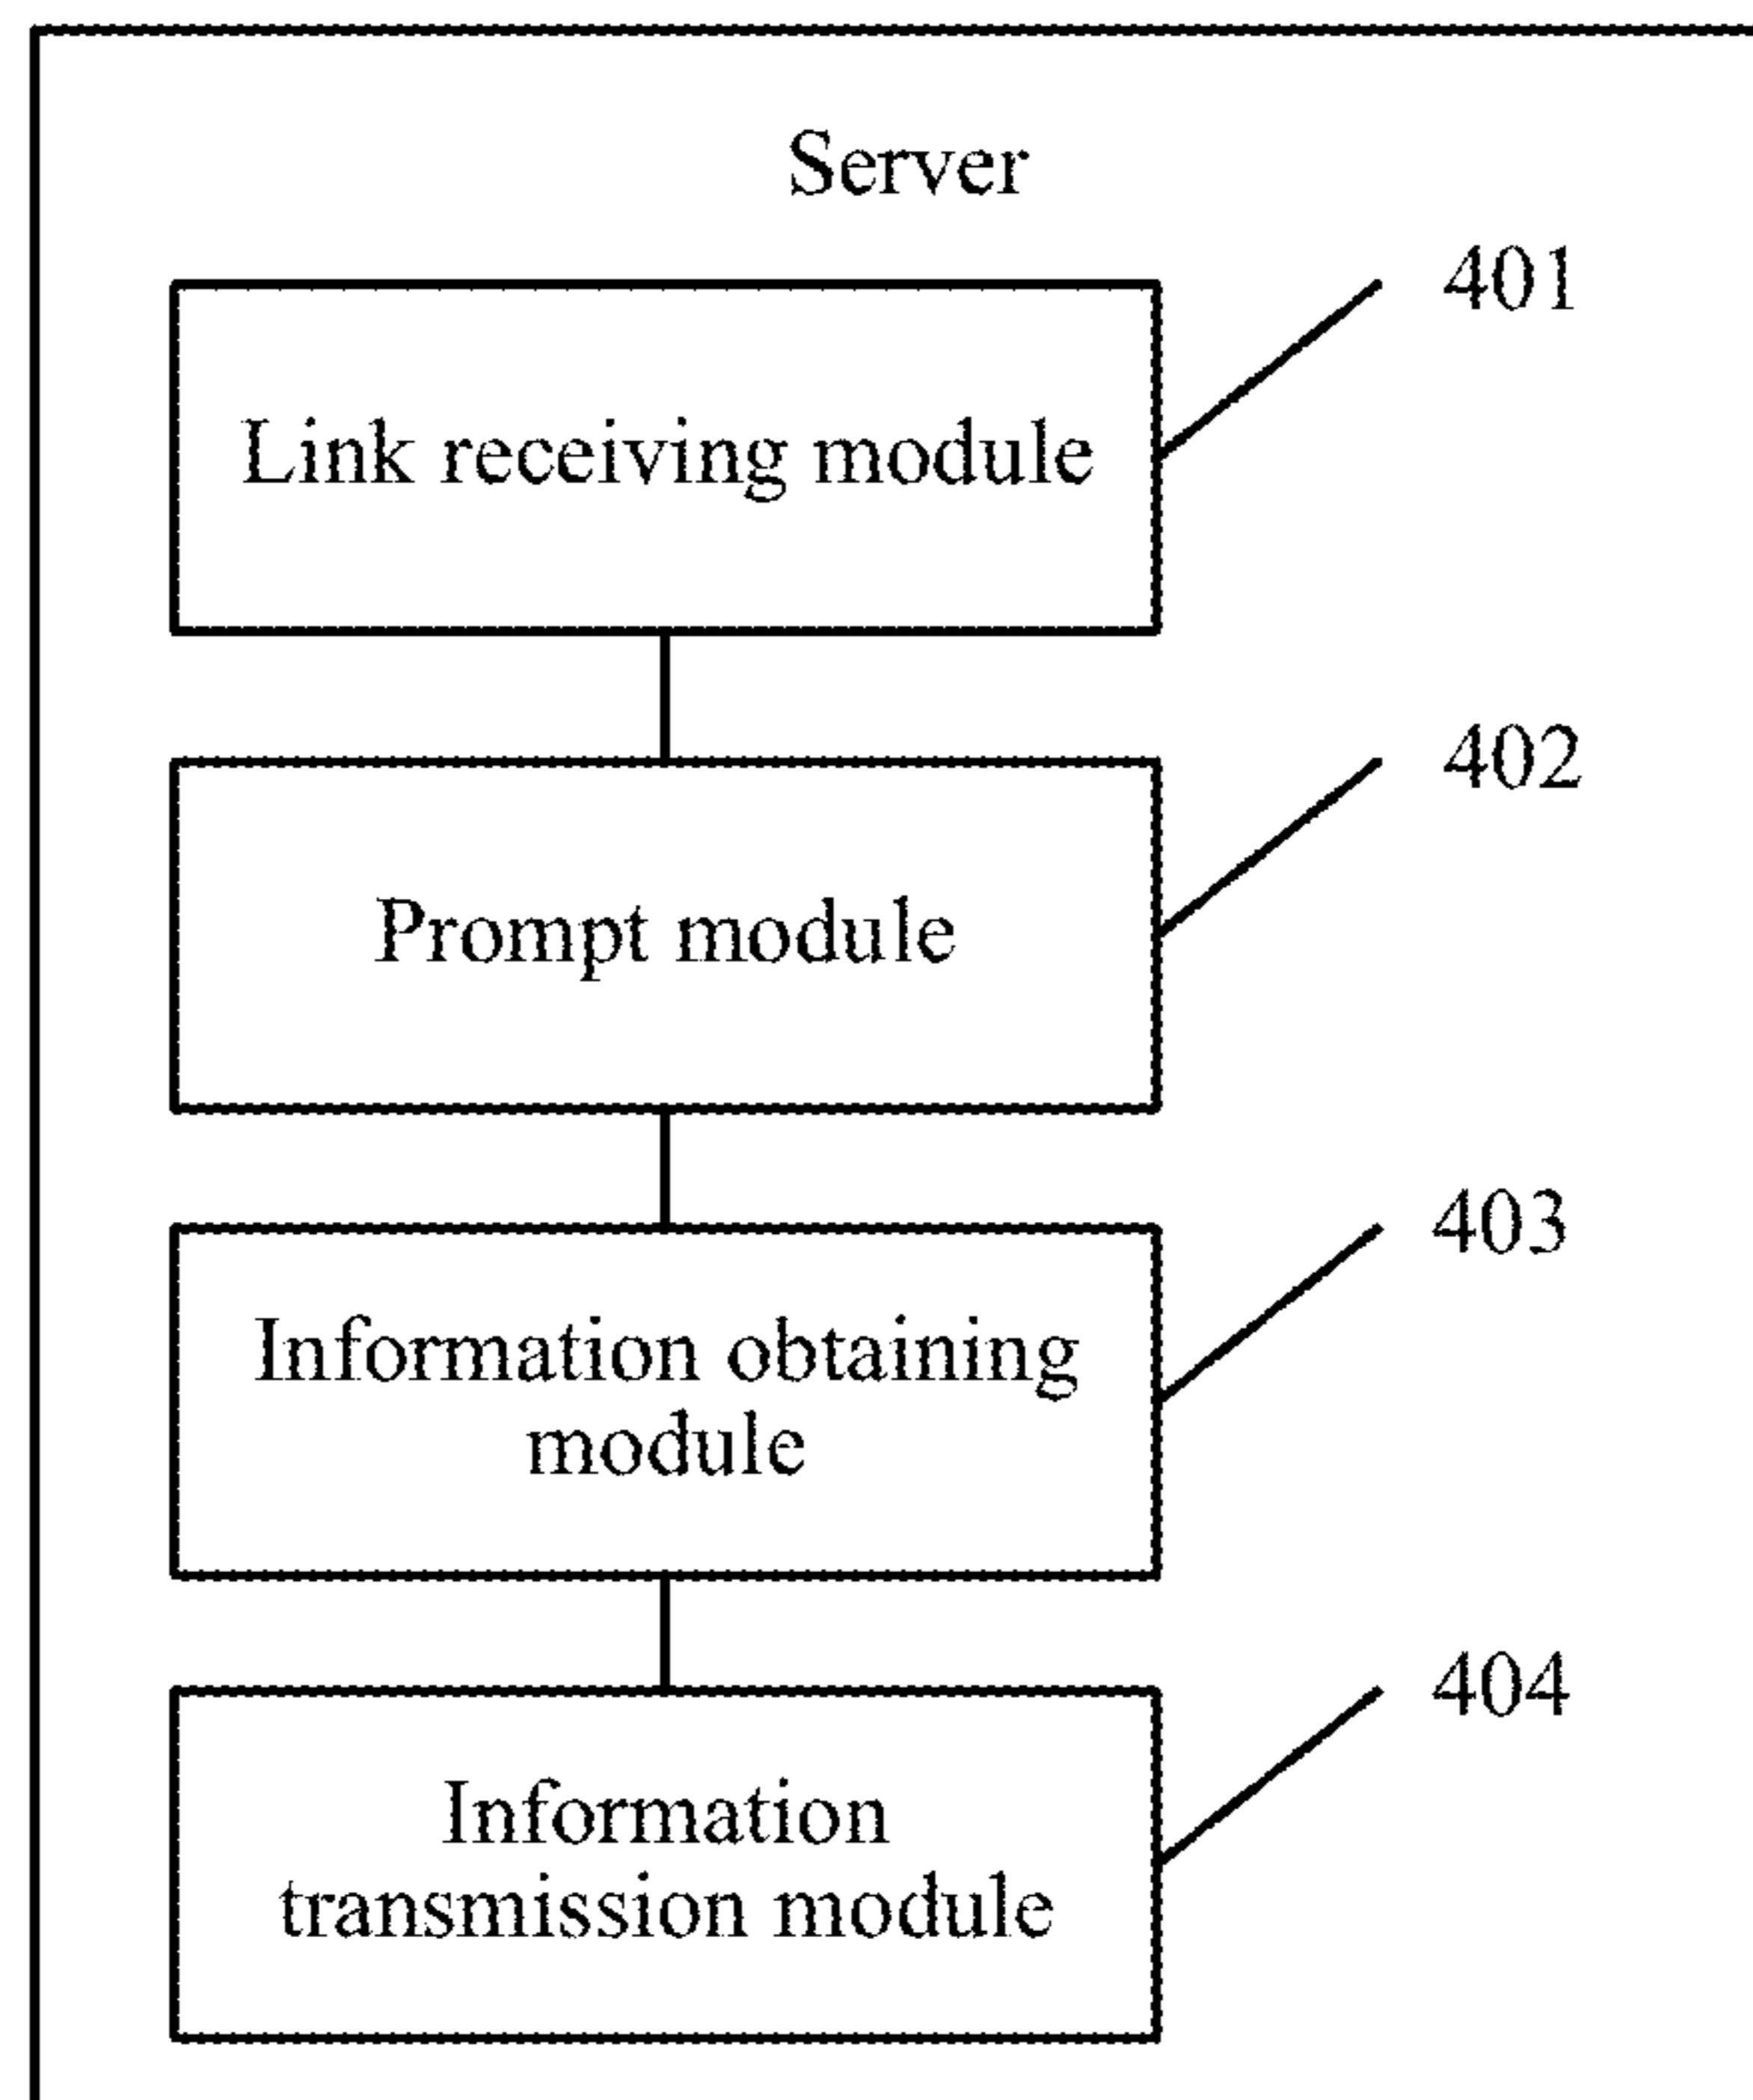 Server
401
Link receiving module
402
Prompt module
403
Information obtaining
module
404
Information
transmission module